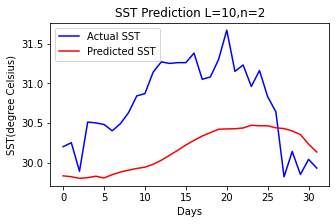 SST Prediction L=10,n=2
Actual SST
Predicted SST
SST(degree Celsius)
31.5
31.0
30.5
30.0
0 5 10 15 20 25 30
Days